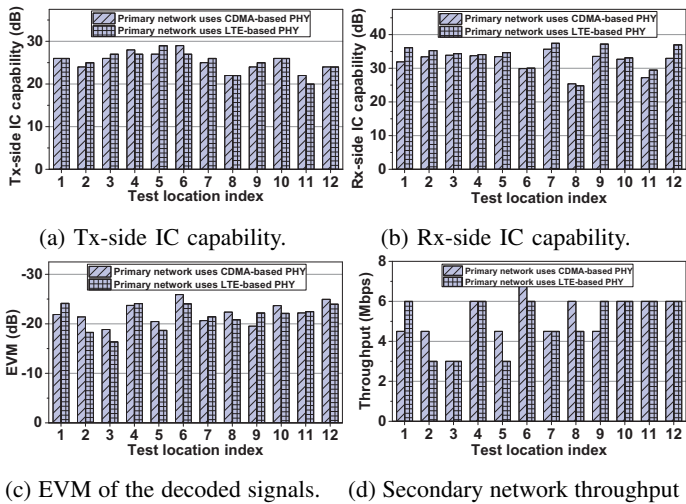 Primary network uses CDMA-based PHY
Primary network uses LTE-based PHY
Tx-side IC capability (dB)
30
20
10
0
1 2 3 4 5 6 7 8 9 10 11 12
Test location index
(a) Tx-side IC capability.
Primary network uses CDMA-based PHY
Primary network uses LTE-based PHY
Rx-side IC capability (dB)
40
30
20
10
0
1 2 3 4 5 6 7 8 9 10 11 12
Test location index
(b) Rx-side IC capability.
Primary network uses CDMA-based PHY
Primary network uses LTE-based PHY
EVM (dB)
-30
-20
-10
0
1 2 3 4 5 6 7 8 9 10 11 12
Test location index
(c) EVM of the decoded signals.
Primary network uses CDMA-based PHY
Primary network uses LTE-based PHY
Throughput (Mbps)
8
6
4
2
0
1 2 3 4 5 6 7 8 9 10 11 12
Test location index
(d) Secondary network throughput